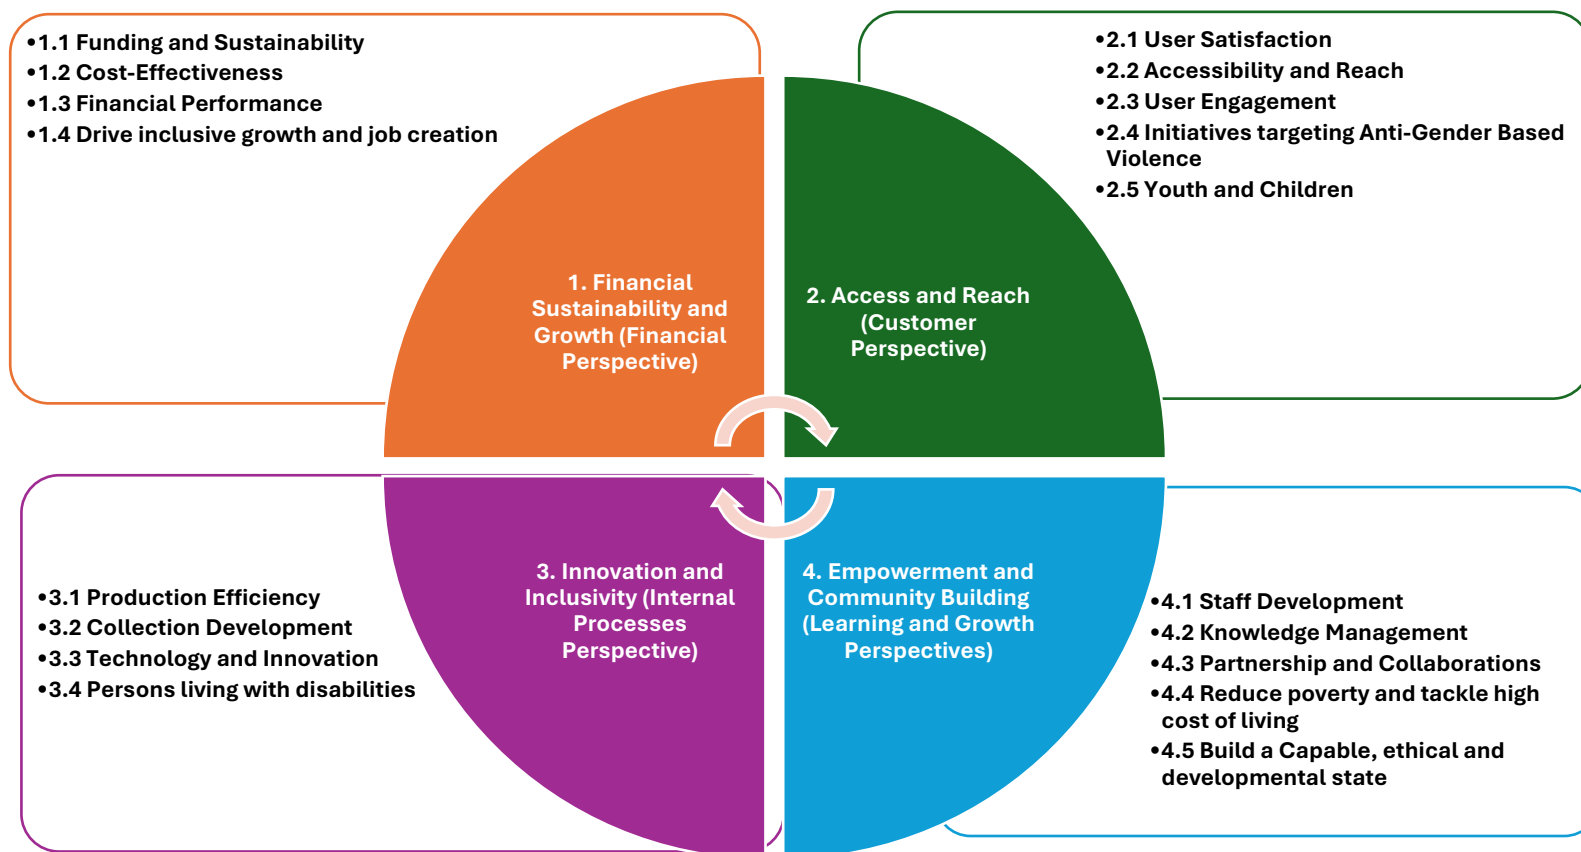 •1.1 Funding and Sustainability
•1.2 Cost-Effectiveness
•1.3 Financial Performance
•1.4 Drive inclusive growth and job creation
•2.1 User Satisfaction
•2.2 Accessibility and Reach
•2.3 User Engagement
•2.4 Initiatives targeting Anti-Gender Based
Violence
•2.5 Youth and Children
1. Financial
Sustainability and
Growth (Financial
Perspective)
2. Access and Reach
(Customer
Perspective)
3. Innovation and
Inclusivity (Internal
Processes
Perspective)
4. Empowerment and
Community Building
(Learning and Growth
Perspectives)
•3.1 Production Efficiency
•3.2 Collection Development
•3.3 Technology and Innovation
•3.4 Persons living with disabilities
•4.1 Staff Development
•4.2 Knowledge Management
•4.3 Partnership and Collaborations
•4.4 Reduce poverty and tackle high
cost of living
•4.5 Build a Capable, ethical and
developmental state